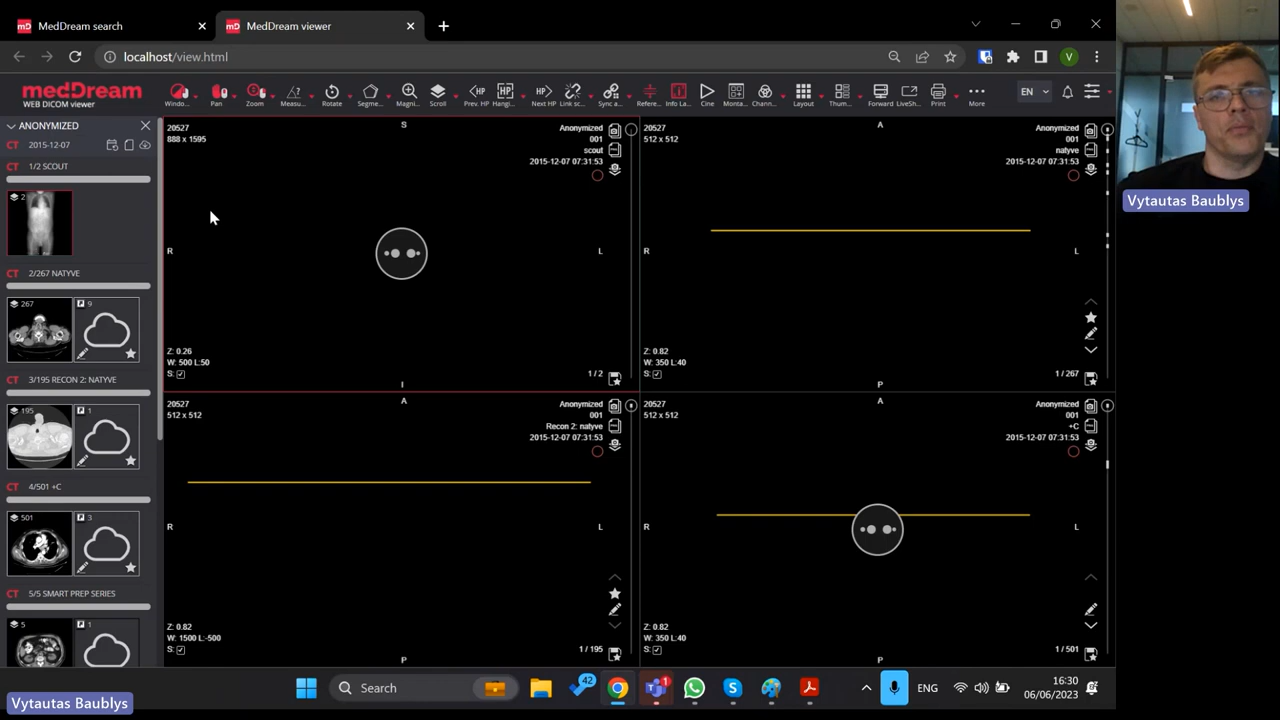 MedDream search
MedDream viewer
localhost/view.html
V
medDream
WEB DICOM viewer
Windo...
Pan
Zoom
Measu...
Rotate
Segme...
Magni...
Scroll
Prev. HP
Hangi...
Next HP
Link sc...
Sync a...
Refere...
Info La...
Cine
Monta...
Chann...
Layout
Thum...
Forward
LiveSh...
Print
More
EN
ANONYMIZED
CT 2015-12-07
CT 1/2 SCOUT
2
CT 2/267 NATYVE
267
9
CT 3/195 RECON 2: NATYVE
195
1
CT 4/501 +C
501
3
CT 5/5 SMART PREP SERIES
5
1
20527
888 x 1595
S
Anonymized
001
scout
2015-12-07 07:31:53
R
L
Z: 0.26
W: 500 L:50
S:
I
1 / 2
20527
512 x 512
A
Anonymized
001
natyve
2015-12-07 07:31:53
R
L
Z: 0.82
W: 350 L:40
S:
P
1 / 267
20527
512 x 512
A
Anonymized
001
Recon 2: natyve
2015-12-07 07:31:53
R
L
Z: 0.82
W: 1500 L:-500
S:
P
1 / 195
20527
512 x 512
A
Anonymized
001
+C
2015-12-07 07:31:53
R
L
Z: 0.82
W: 350 L:40
S:
P
1 / 501
Vytautas Baublys
Vytautas Baublys
Search
42
1
ENG
16:30
06/06/2023